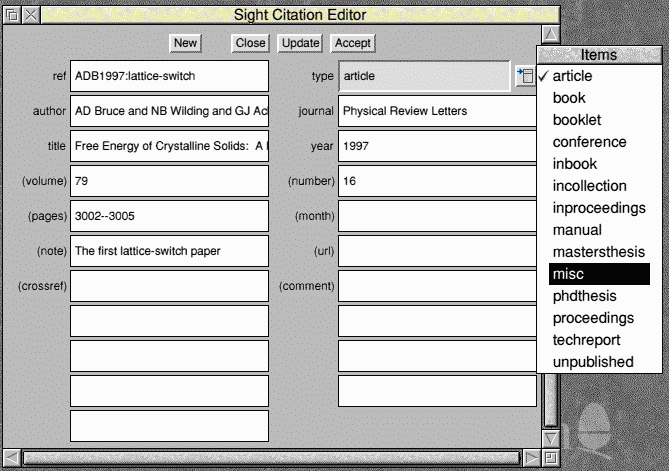 Sight Citation Editor
New Close Update Accept
ref ADB1997:lattice-switch type article
author AD Bruce and NB Wilding and GJ journal Physical Review Letters
title Free Energy of Crystalline Solids: A year 1997
(volume) 79 (number) 16
(pages) 3002--3005 (month)
(note) The first lattice-switch paper (url)
(crossref) (comment)
Items
article
book
booklet
conference
inbook
incollection
inproceedings
manual
mastersthesis
misc
phdthesis
proceedings
techreport
unpublished